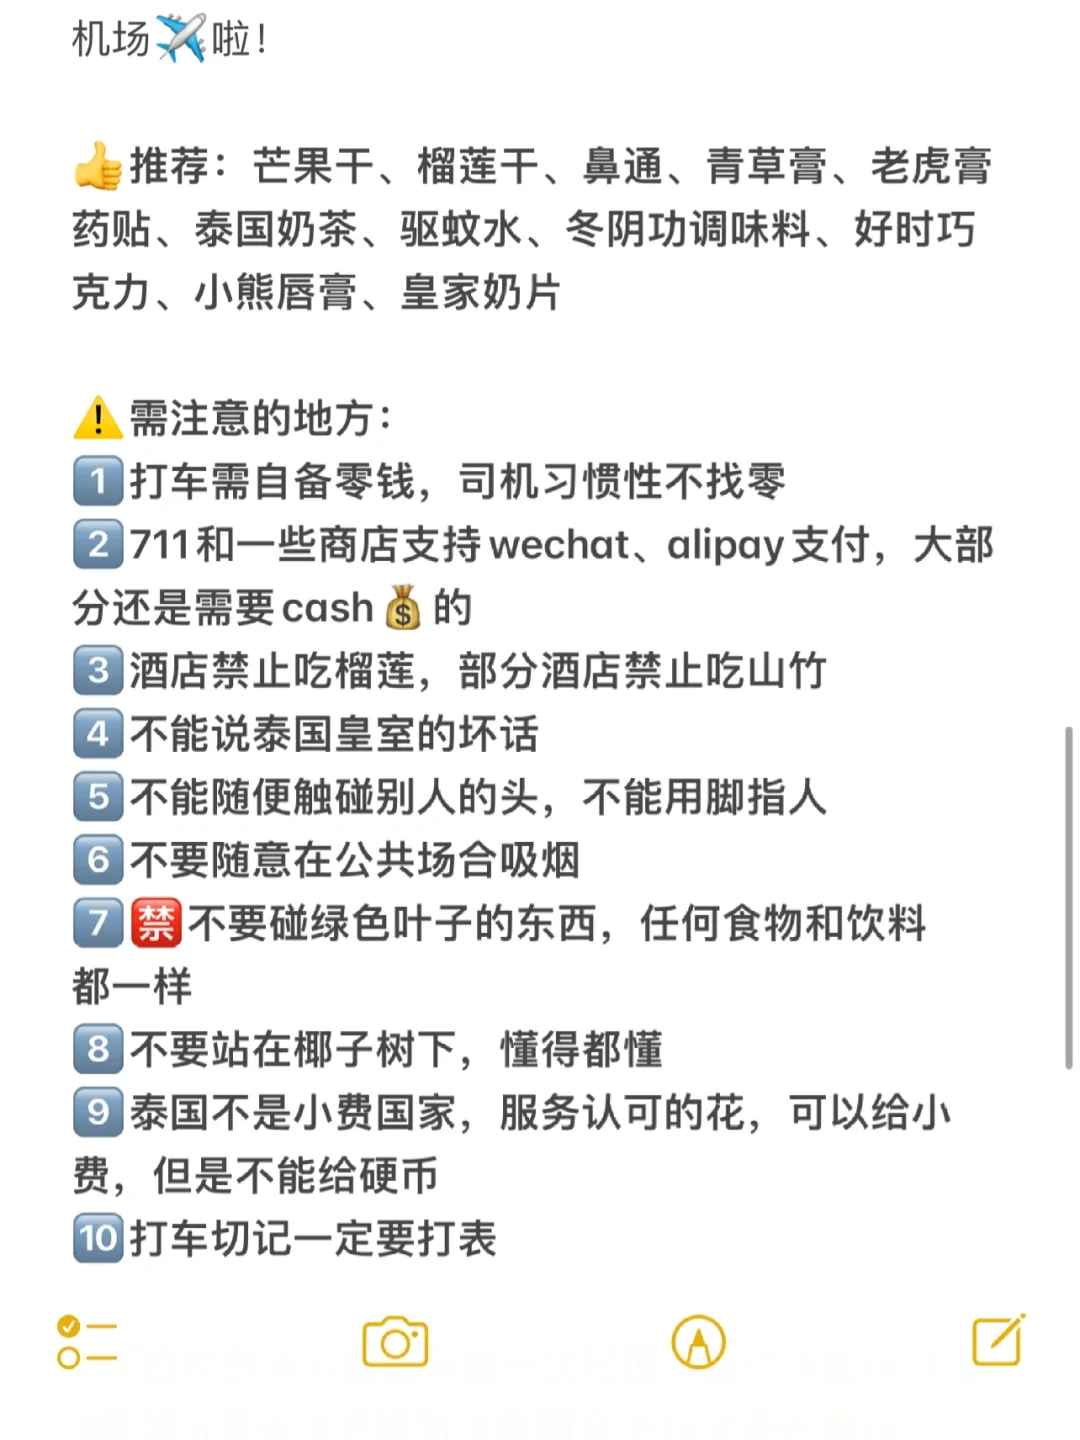 机场✈️啦！
👍推荐：芒果干、榴莲干、鼻通、青草膏、老虎膏
药贴、泰国奶茶、驱蚊水、冬阴功调味料、好时巧
克力、小熊唇膏、皇家奶片
⚠️需注意的地方：
1️⃣打车需自备零钱，司机习惯性不找零
2️⃣711和一些商店支持wechat、alipay支付，大部
分还是需要cash💰的
3️⃣酒店禁止吃榴莲，部分酒店禁止吃山竹
4️⃣不能说泰国皇室的坏话
5️⃣不能随便触碰别人的头，不能用脚指人
6️⃣不要随意在公共场合吸烟
7️⃣🈲不要碰绿色叶子的东西，任何食物和饮料
都一样
8️⃣不要站在椰子树下，懂得都懂
9️⃣泰国不是小费国家，服务认可的花，可以给小
费，但是不能给硬币
🔟打车切记一定要打表